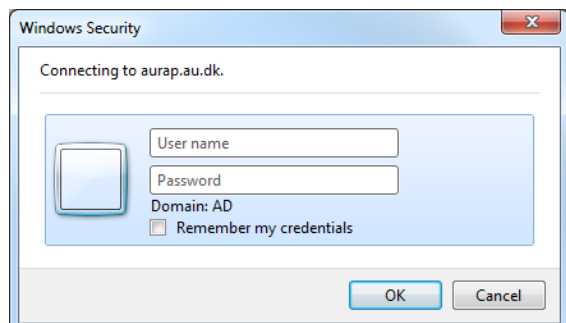 Windows Security
Connecting to aurap.au.dk.
User name
Password
Domain: AD
Remember my credentials
OK
Cancel